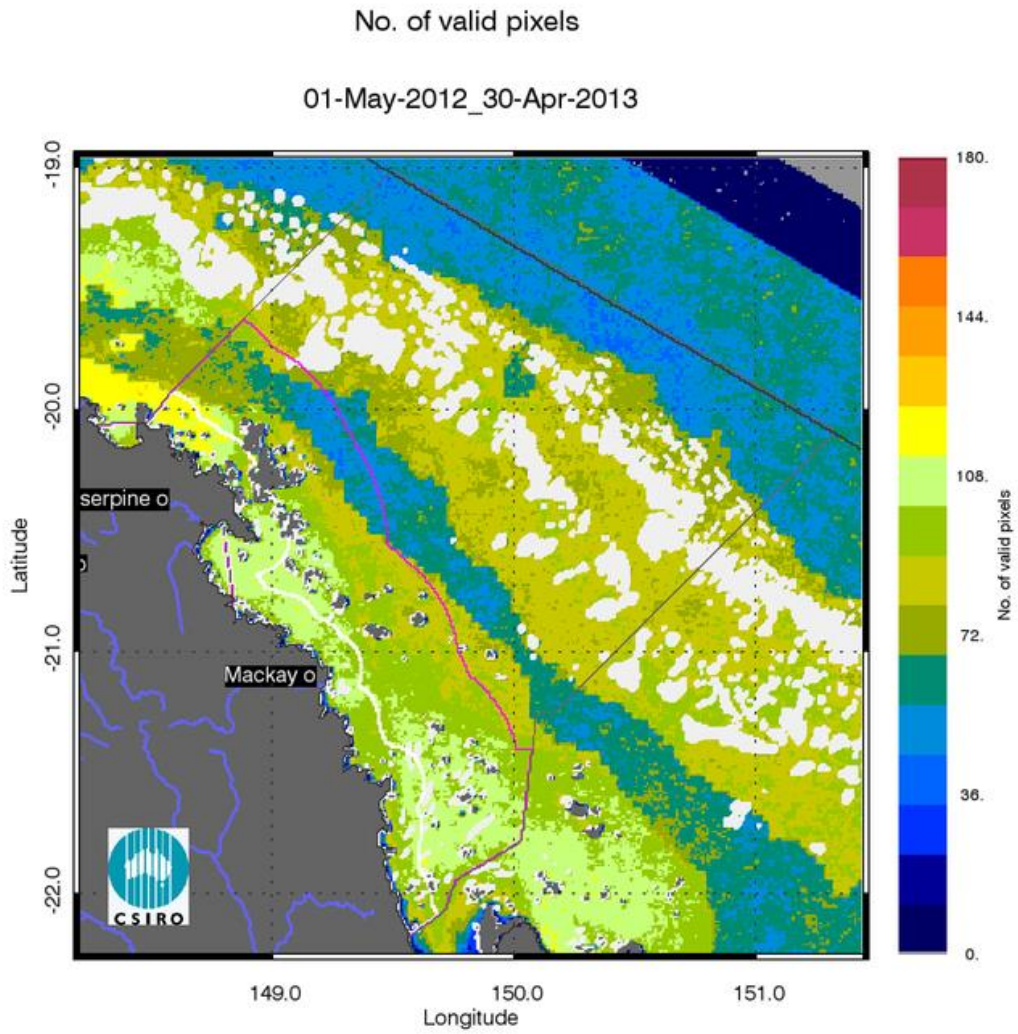 No. of valid pixels
01-May-2012_30-Apr-2013
-19.0
-20.0
-21.0
-22.0
Latitude
serpine o
Mackay o
CSIRO
149.0
150.0
151.0
Longitude
180.
144.
108.
72.
36.
0.
No. of valid pixels